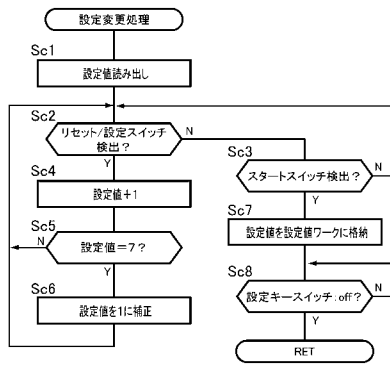 設定変更処理
Sc1
設定値読み出し
Sc2
リセット/設定スイッチ
検出？
N
Y
Sc3
スタートスイッチ検出？
N
Y
Sc4
設定値+1
Sc5
設定値＝7？
N
Y
Sc7
設定値を設定値ワークに格納
Sc6
設定値を1に補正
Sc8
設定キースイッチ:off？
N
Y
RET